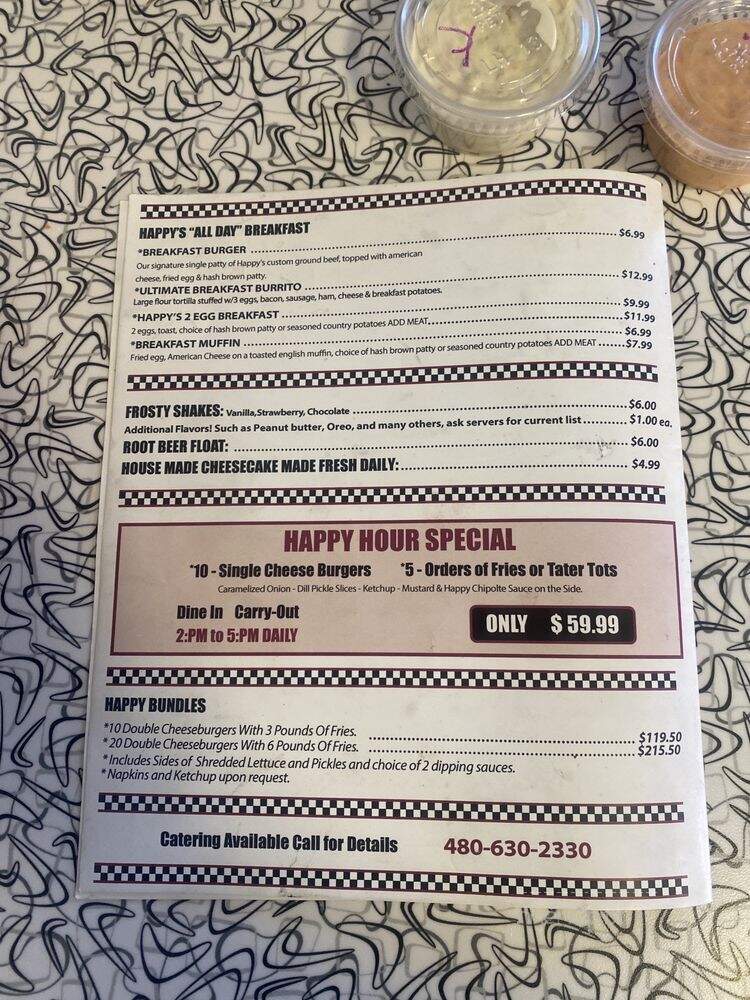 HAPPY'S "ALL DAY" BREAKFAST
*BREAKFAST BURGER ........ $6.99
Our signature single patty of Happy's custom ground beef, topped with american
cheese, fried egg & hash brown patty.
*ULTIMATE BREAKFAST BURRITO ........ $12.99
Large flour tortilla stuffed w/3 eggs, bacon, sausage, ham, cheese & breakfast potatoes.
*HAPPY'S 2 EGG BREAKFAST ........ $9.99
2 eggs, toast, choice of hash brown patty or seasoned country potatoes ADD MEAT........ $11.99
*BREAKFAST MUFFIN ........ $6.99
Fried egg, American Cheese on a toasted english muffin, choice of hash brown patty or seasoned country potatoes ADD MEAT ......$7.99
FROSTY SHAKES: Vanilla,Strawberry, Chocolate ........ $6.00
Additional Flavors! Such as Peanut butter, Oreo, and many others, ask servers for current list........ $1.00 ea.
ROOT BEER FLOAT: ........ $6.00
HOUSE MADE CHEESECAKE MADE FRESH DAILY:........ $4.99
HAPPY HOUR SPECIAL
*10 - Single Cheese Burgers *5 - Orders of Fries or Tater Tots
Caramelized Onion - Dill Pickle Slices - Ketchup - Mustard & Happy Chipolte Sauce on the Side.
Dine In Carry-Out
2:PM to 5:PM DAILY
ONLY $59.99
HAPPY BUNDLES
*10 Double Cheeseburgers With 3 Pounds Of Fries. ........ $119.50
*20 Double Cheeseburgers With 6 Pounds Of Fries. ........ $215.50
*Includes Sides of Shredded Lettuce and Pickles and choice of 2 dipping sauces.
*Napkins and Ketchup upon request.
Catering Available Call for Details 480-630-2330